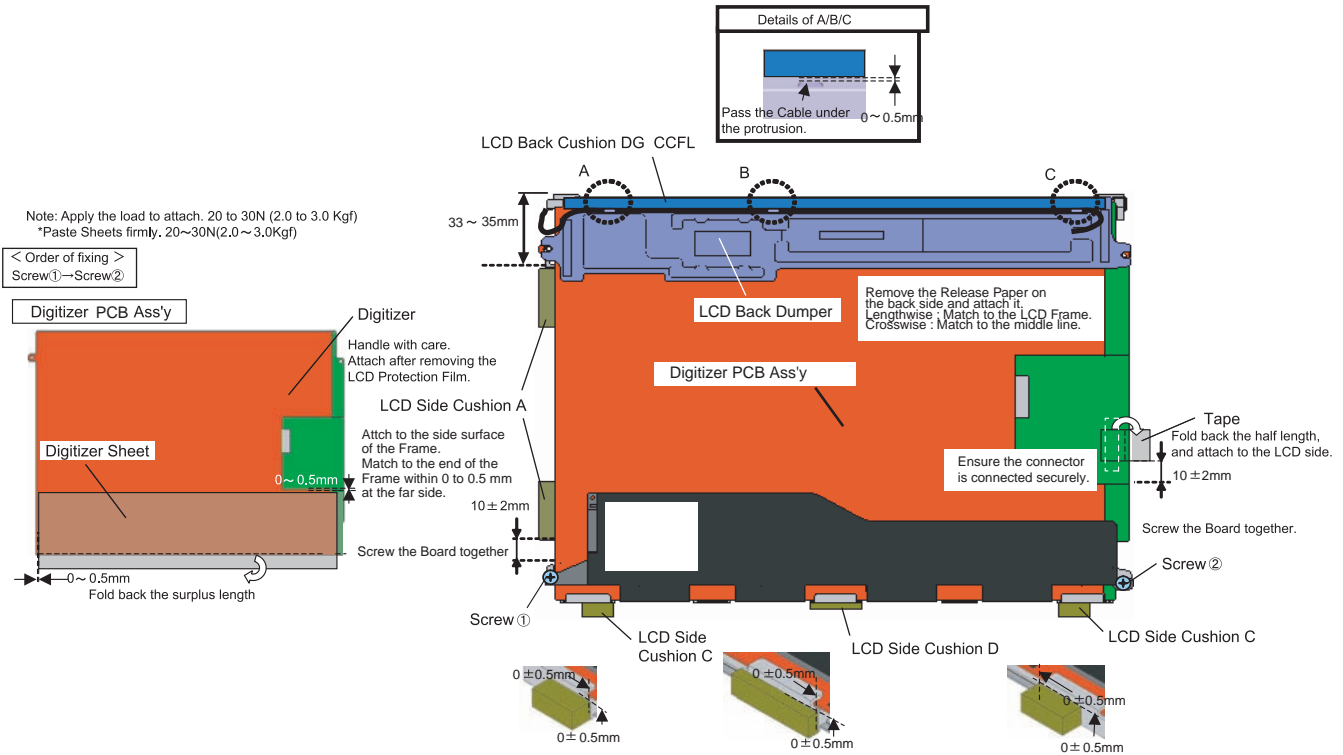 Details of A/B/C
Pass the Cable under
the protrusion.
0～0.5mm
LCD Back Cushion DG CCFL
A
B
C
33～35mm
Note: Apply the load to attach. 20 to 30N (2.0 to 3.0 Kgf)
*Paste Sheets firmly. 20～30N(2.0～3.0Kgf)
< Order of fixing >
Screw①→Screw②
Digitizer PCB Ass'y
Digitizer
Handle with care.
Attach after removing the
LCD Protection Film.
LCD Side Cushion A
Attch to the side surface
of the Frame.
Match to the end of the
Frame within 0 to 0.5 mm
at the far side.
Digitizer Sheet
0～0.5mm
0～0.5mm
Fold back the surplus length
LCD Back Dumper
Remove the Release Paper on
the back side and attach it.
Lengthwise : Match to the LCD Frame.
Crosswise : Match to the middle line.
Digitizer PCB Ass'y
Tape
Fold back the half length,
and attach to the LCD side.
Ensure the connector
is connected securely.
10±2mm
10±2mm
Screw the Board together
Screw the Board together.
Screw①
Screw②
LCD Side
Cushion C
LCD Side Cushion D
LCD Side Cushion C
0±0.5mm
0±0.5mm
0±0.5mm
0±0.5mm
0±0.5mm
0±0.5mm